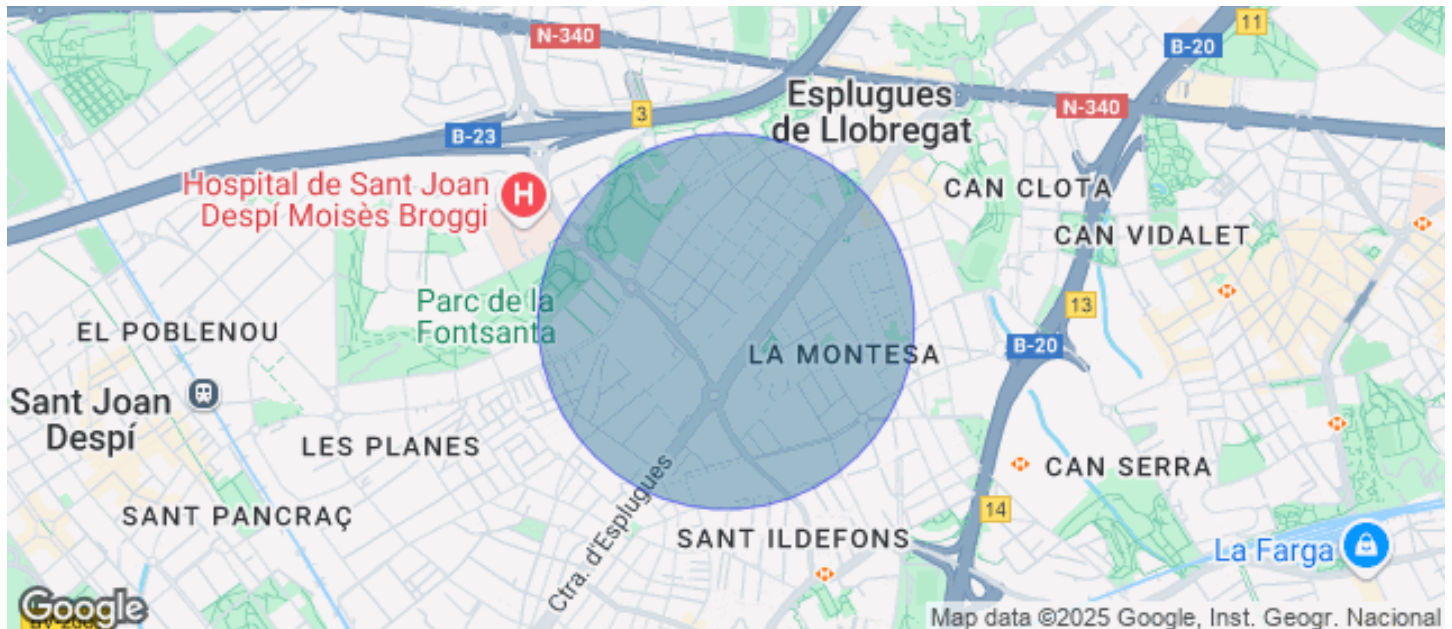 N-340
11
B-20
Esplugues
de Llobregat
N-340
3
B-23
Hospital de Sant Joan
Despí Moisès Broggi
H
CAN CLOTA
CAN VIDALET
Parc de la
Fontsanta
EL POBLENOU
13
B-20
LA MONTESA
Sant Joan
Despí
LES PLANES
CAN SERRA
Ctra. d'Esplugues
14
SANT PANCRAÇ
SANT ILDEFONS
La Farga
Google
Map data ©2025 Google, Inst. Geogr. Nacional